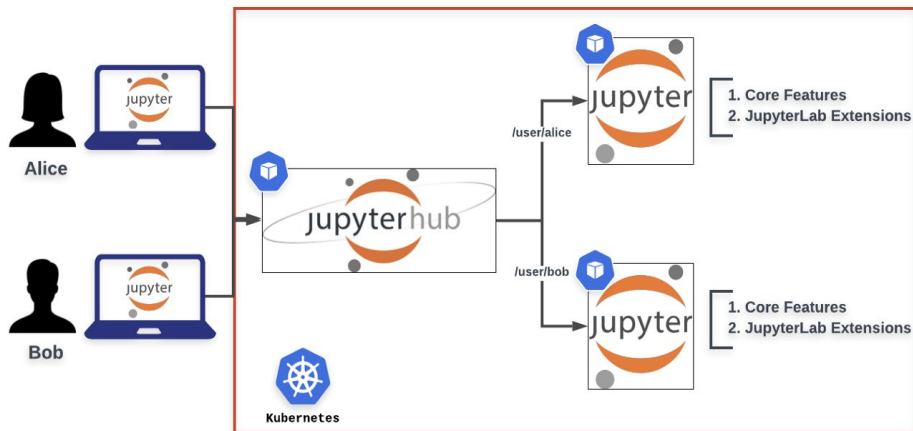 jupyter
Alice
jupyter
Bob
jupyterhub
/user/alice
/user/bob
jupyter
1. Core Features
2. JupyterLab Extensions
jupyter
1. Core Features
2. JupyterLab Extensions
Kubernetes